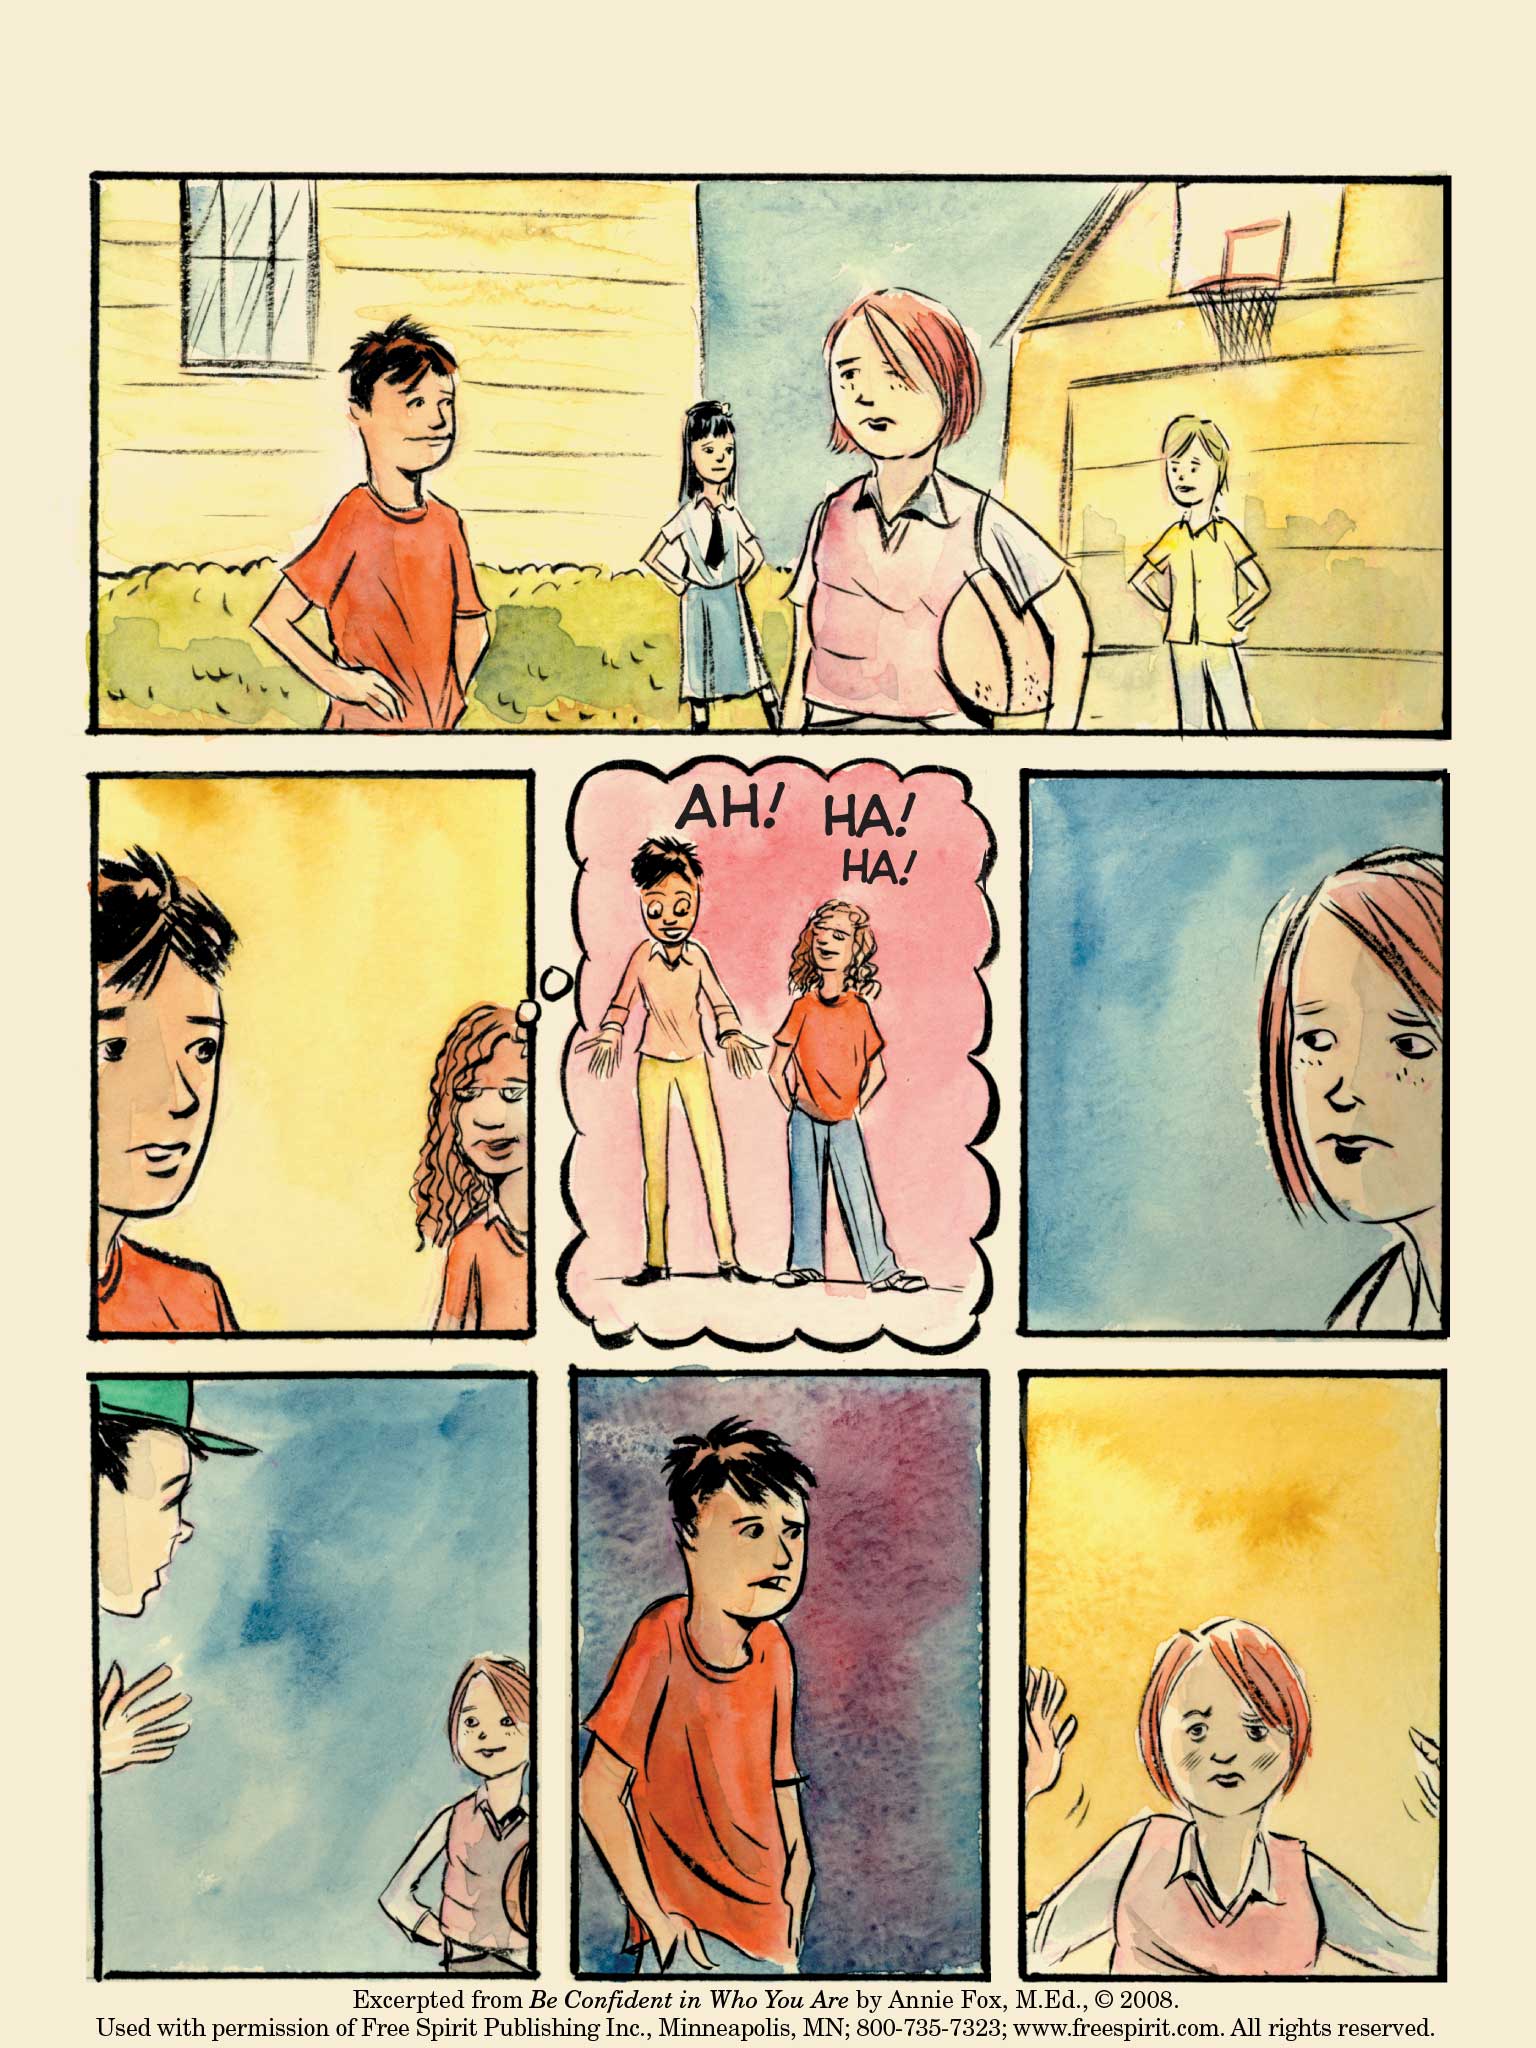 AH! HA!
HA!
Excerpted from Be Confident in Who You Are by Annie Fox, M.Ed., © 2008.
Used with permission of Free Spirit Publishing Inc., Minneapolis, MN; 800-735-7323; www.freespirit.com. All rights reserved.